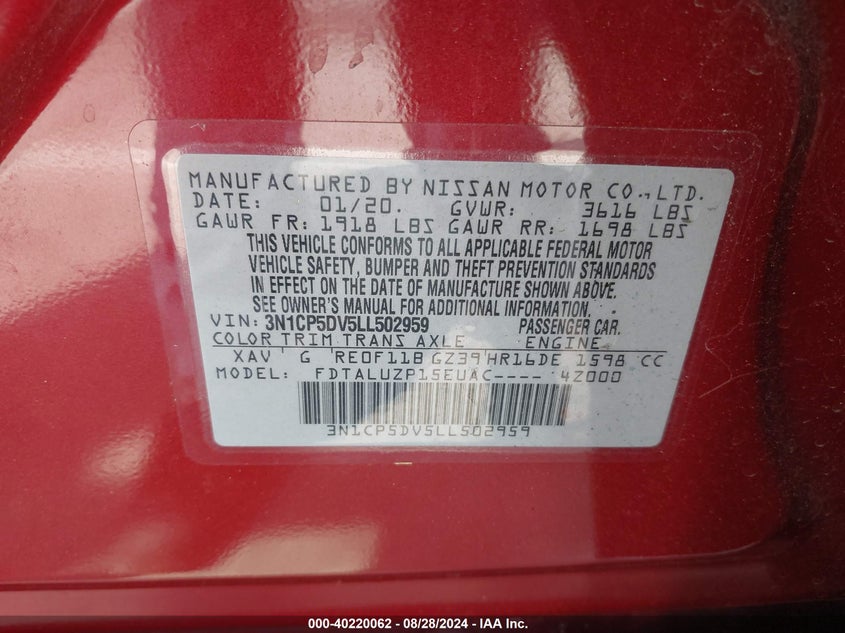 MANUFACTURED BY NISSAN MOTOR CO.,LTD.
DATE: 01/20. GVWR: 3616 LBS
GAWR FR: 1918 LBS GAWR RR: 1698 LBS
THIS VEHICLE CONFORMS TO ALL APPLICABLE FEDERAL MOTOR
VEHICLE SAFETY, BUMPER AND THEFT PREVENTION STANDARDS
IN EFFECT ON THE DATE OF MANUFACTURE SHOWN ABOVE.
SEE OWNER'S MANUAL FOR ADDITIONAL INFORMATION.
VIN: 3N1CP5DV5LL502959 PASSENGER CAR.
COLOR TRIM TRANS AXLE ENGINE
XAV G RE0F11B GZ39 HR16DE 1598 CC
MODEL: FDTALUZP15EUAC---- 4Z000
3N1CP5DV5LL502959
000-40220062 - 08/28/2024 - IAA Inc.